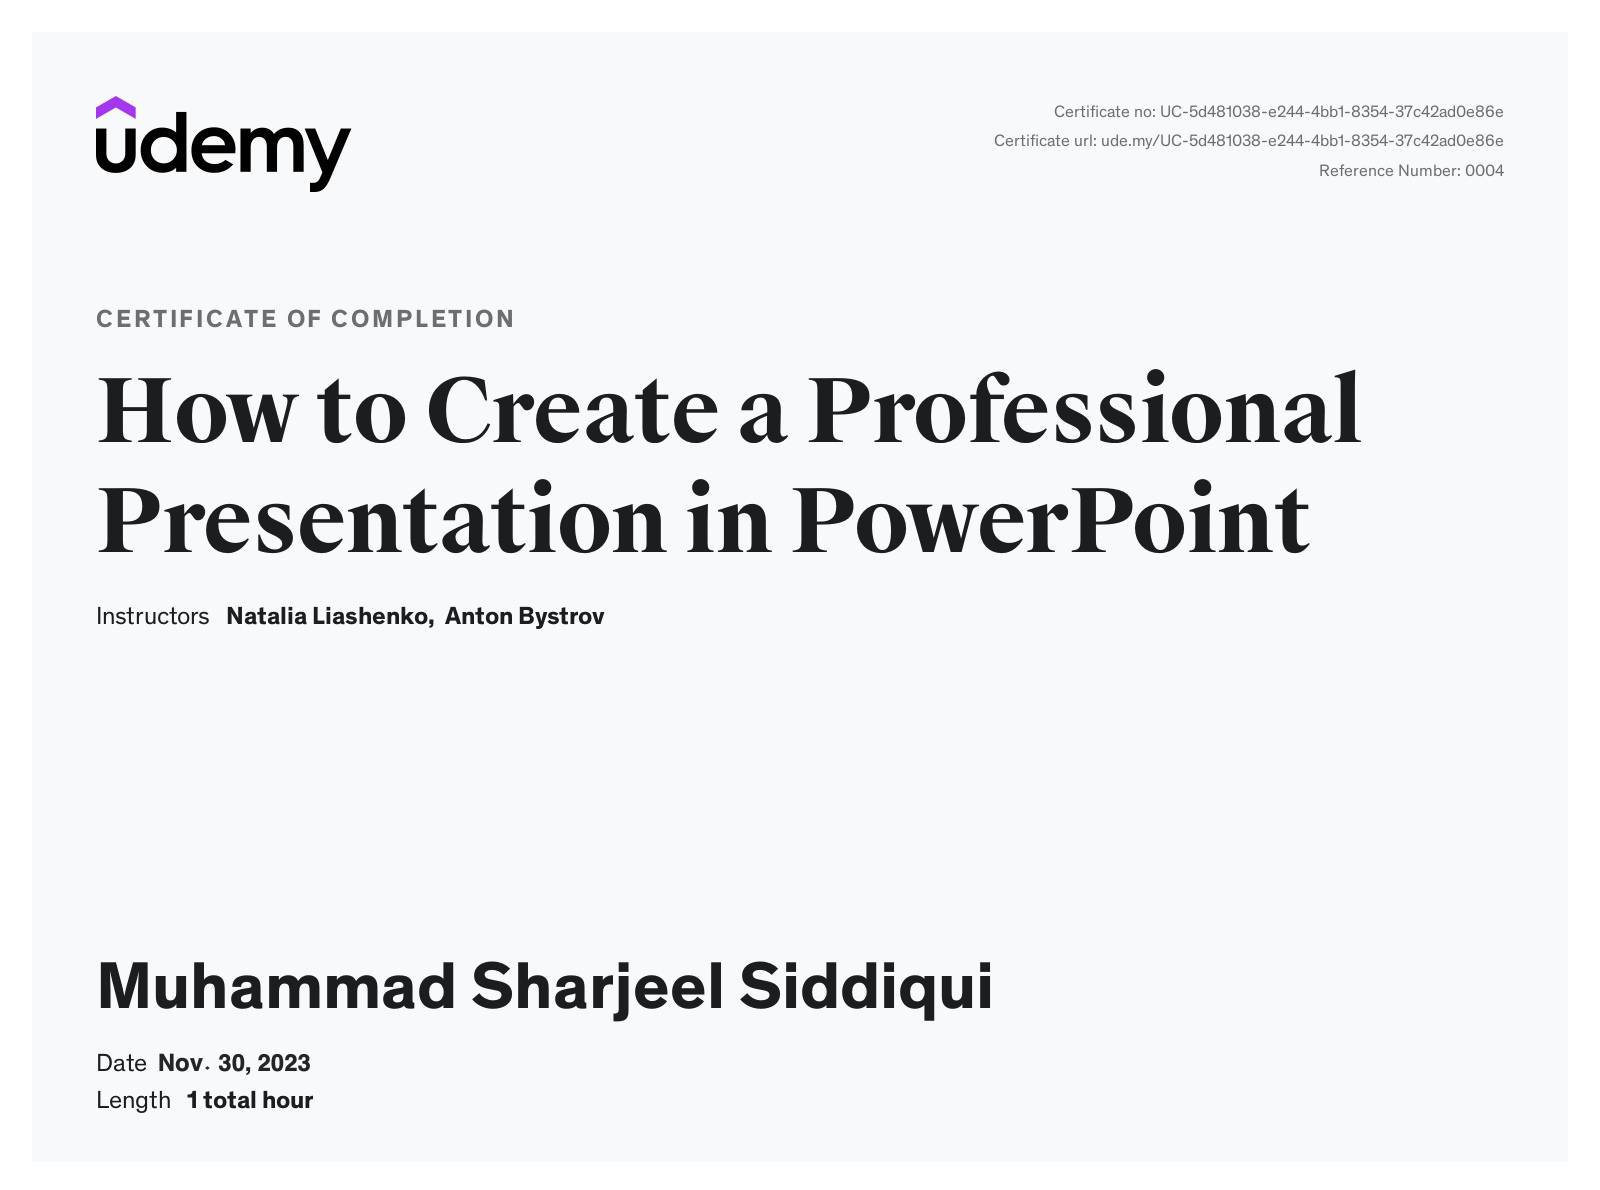 udemy
Certificate no: UC-5d481038-e244-4bb1-8354-37c42ad0e86e
Certificate url: ude.my/UC-5d481038-e244-4bb1-8354-37c42ad0e86e
Reference Number: 0004
CERTIFICATE OF COMPLETION
How to Create a Professional
Presentation in PowerPoint
Instructors Natalia Liashenko, Anton Bystrov
Muhammad Sharjeel Siddiqui
Date Nov. 30, 2023
Length 1 total hour